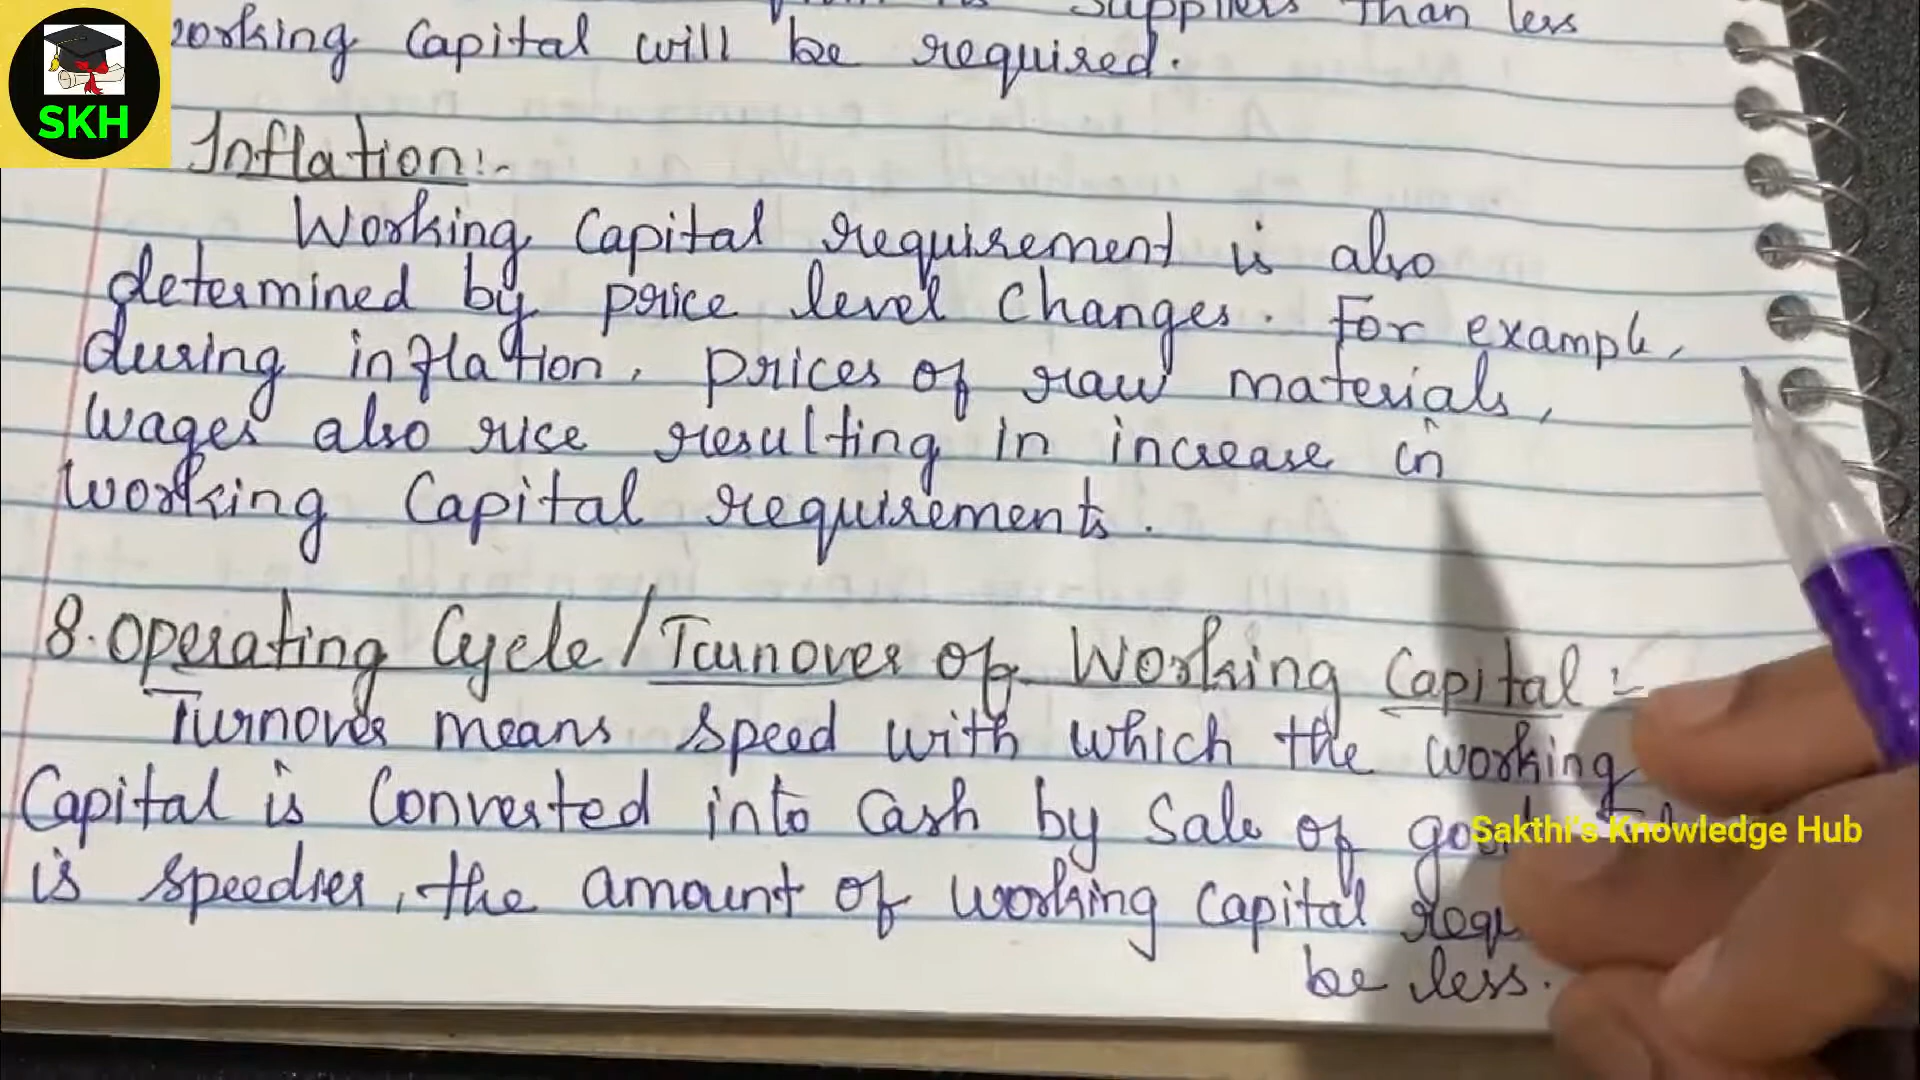 Suppliers than less
working Capital will be required.
SKH
Inflation:-
Working Capital requirement is also
determined by price level changes. For example,
during inflation, prices of raw materials,
wages also rise resulting in increase in
working Capital requirements.
8. Operating Cycle/Turnover of Working Capital:-
Turnover means speed with which the working
Capital is Converted into Cash by Sale of
Sakthi's Knowledge Hub
is speedier, the amount of working capital
be less.